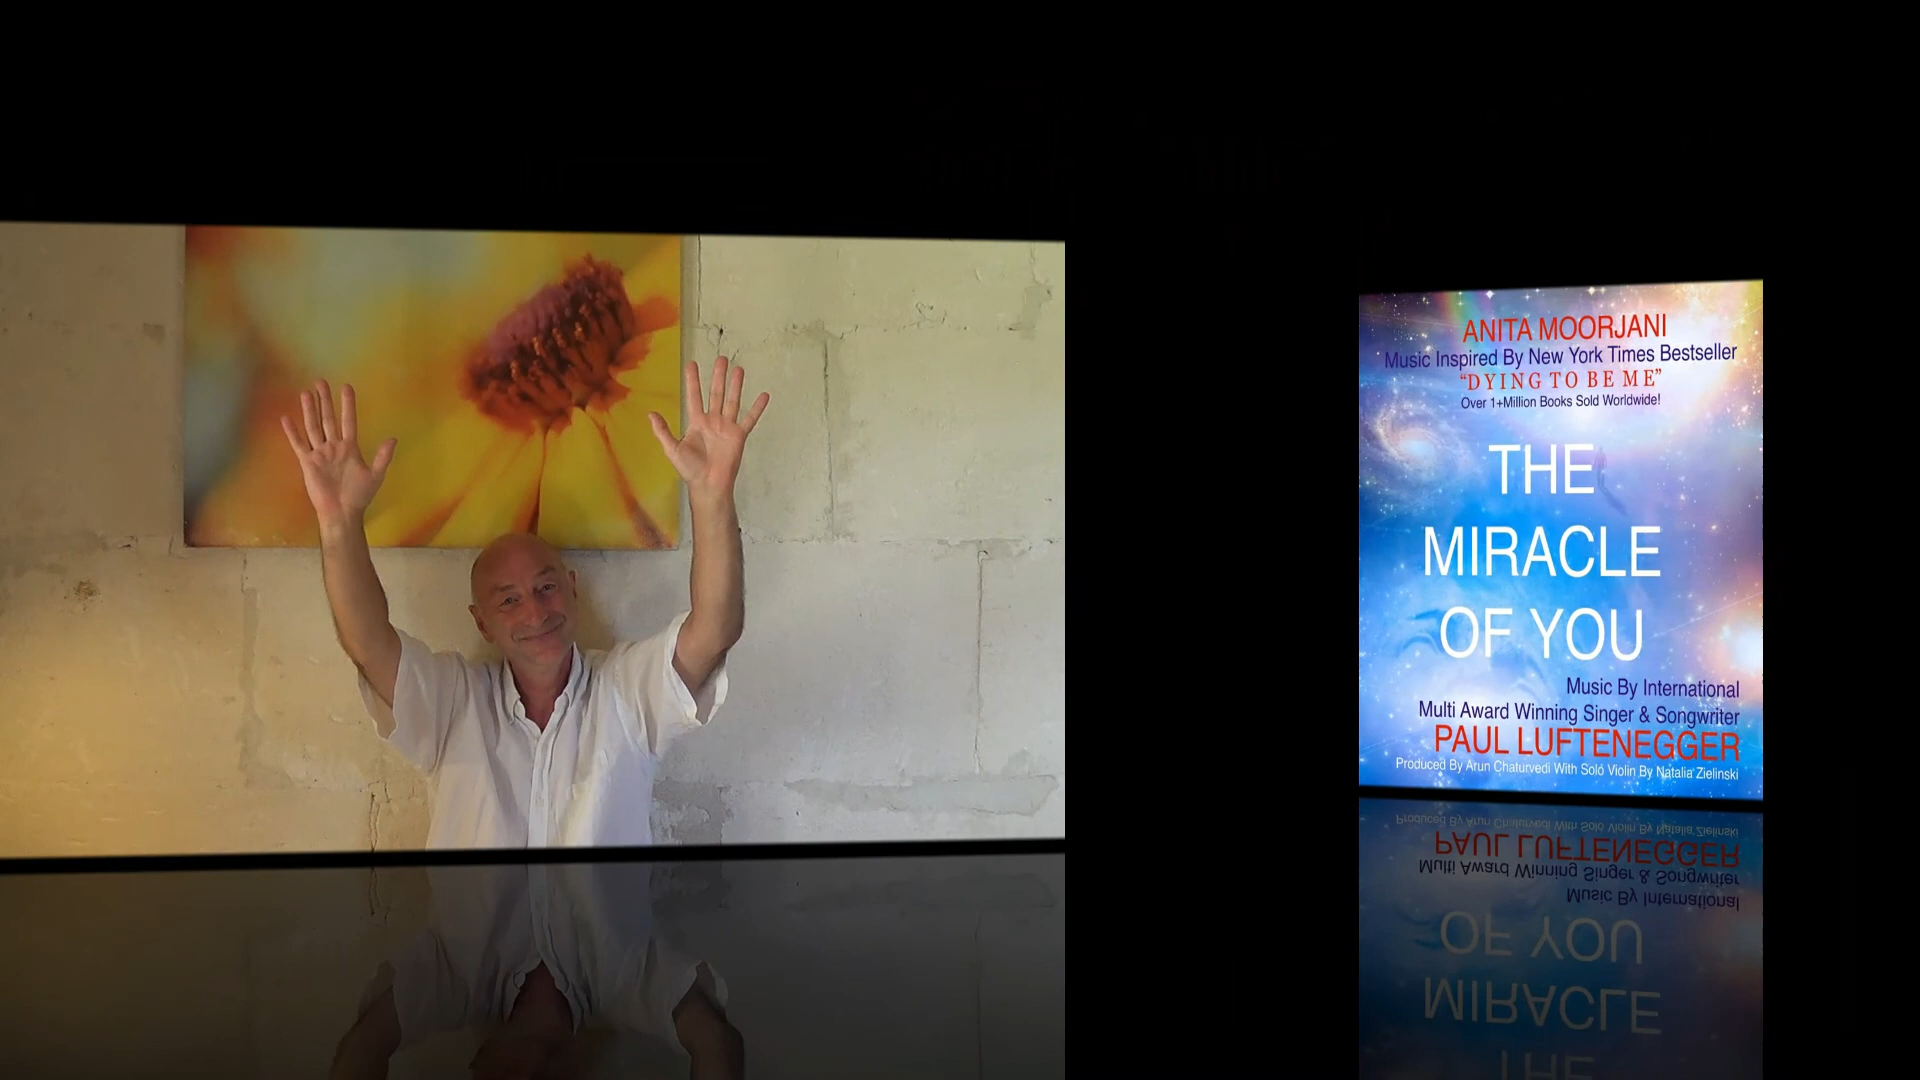 ANITA MOORJANI
Music Inspired By New York Times Bestseller
“DYING TO BE ME”
Over 1+Million Books Sold Worldwide!
THE
MIRACLE
OF YOU
Music By International
Multi Award Winning Singer & Songwriter
PAUL LUFTENEGGER
Produced By Arun Chaturvedi With Solo Violin By Natalia Zielinski